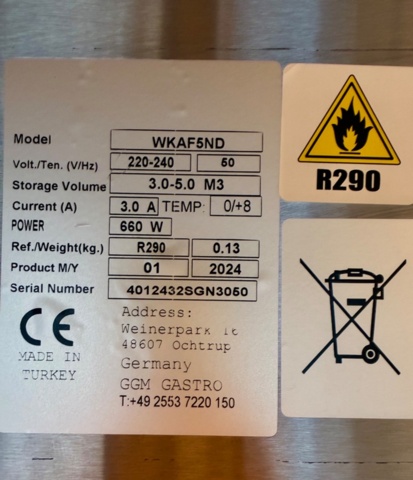 Model WKAF5ND
Volt./Ten. (V/Hz) 220-240 50
Storage Volume 3.0-5.0 M3
Current (A) 3.0 A TEMP: 0/+8
POWER 660 W
Ref./Weight(kg.) R290 0.13
Product M/Y 01 2024
Serial Number 4012432SGN3050
CE
MADE IN
TURKEY
Address:
Weinerpark 16
48607 Ochtrup
Germany
GGM GASTRO
T:+49 2553 7220 150
R290